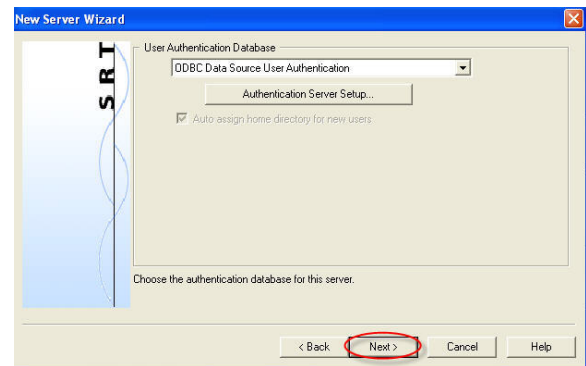 New Server Wizard
SRT
User Authentication Database
ODBC Data Source User Authentication
Authentication Server Setup...
Auto assign home directory for new users
Choose the authentication database for this server.
< Back Next > Cancel Help